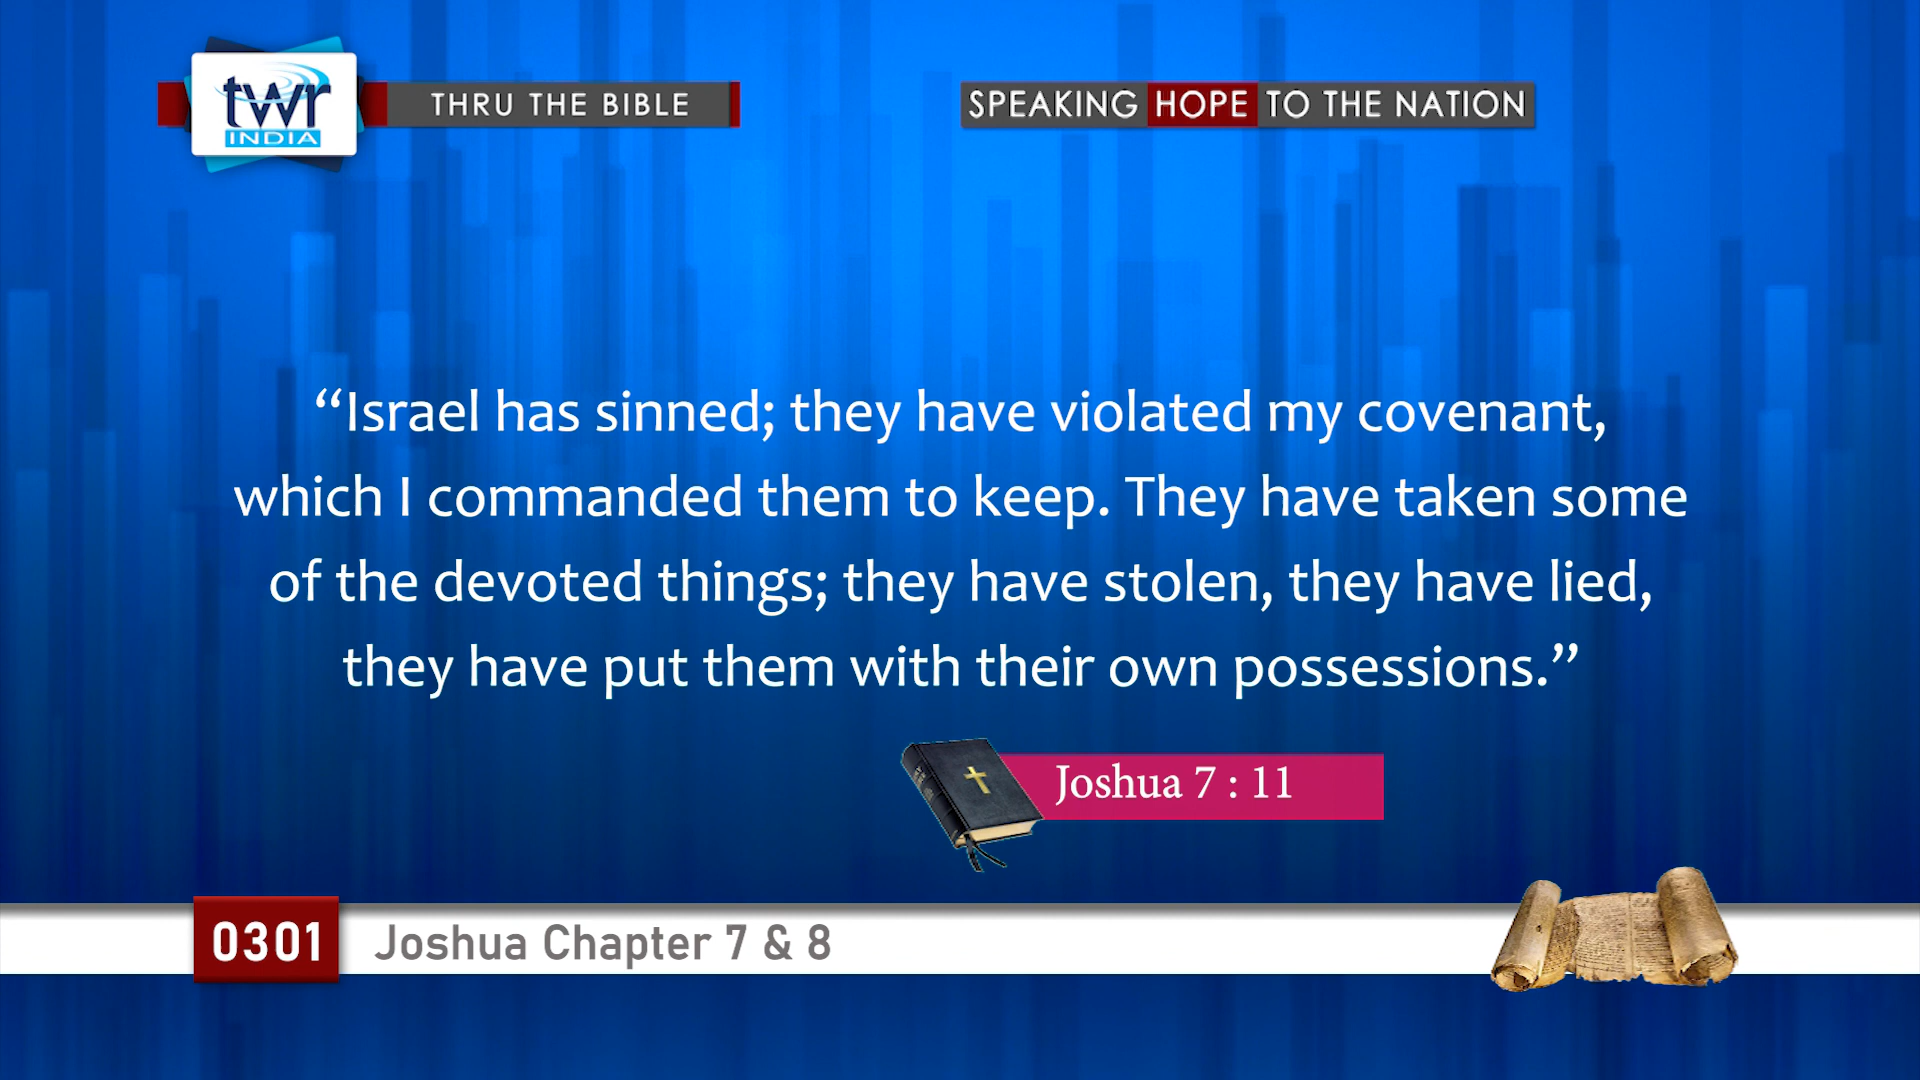 twr
INDIA
THRU THE BIBLE
SPEAKING HOPE TO THE NATION
“Israel has sinned; they have violated my covenant,
which I commanded them to keep. They have taken some
of the devoted things; they have stolen, they have lied,
they have put them with their own possessions.”
Joshua 7 : 11
0301 Joshua Chapter 7 & 8